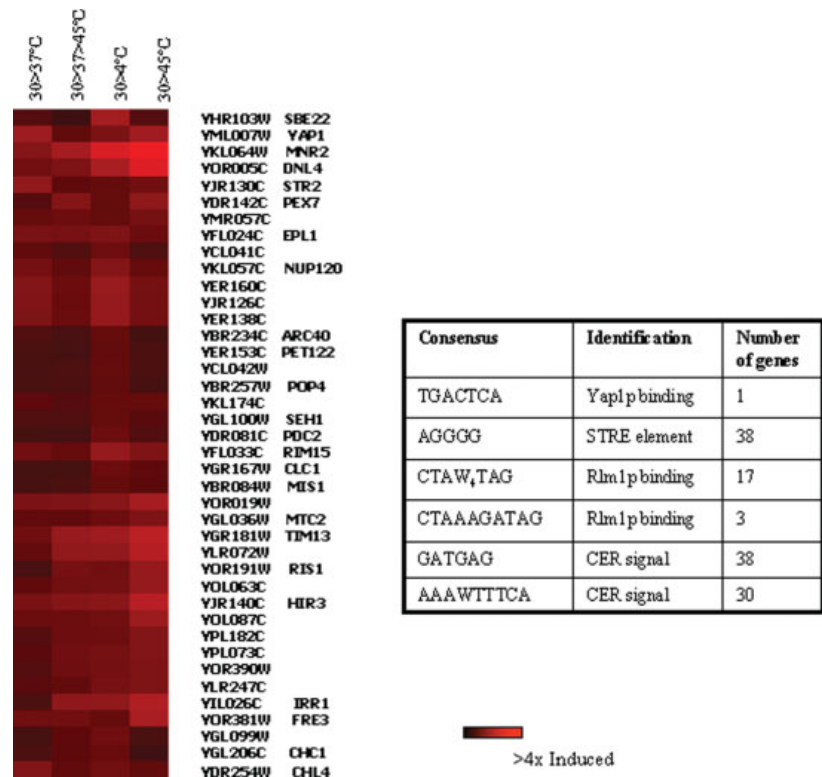 30>37°C
30>37>45°C
30>4°C
30>45°C
YHR103W SBE22
YML007W YAP1
YKL064W MNR2
YOR005C DNL4
YJR130C STR2
YDR142C PEX7
YMR057C
YFL024C EPL1
YCL041C
YKL057C NUP120
YER160C
YJR126C
YER138C
YBR234C ARC40
YER153C PET122
YCL042W
YBR257W POP4
YKL174C
YGL100W SEH1
YDR081C PDC2
YFL033C RIM15
YGR167W CLC1
YBR084W MIS1
YOR019W
YGL036W MTC2
YGR181W TIM13
YLR072W
YOR191W RIS1
YOL063C
YJR140C HIR3
YOL087C
YPL182C
YPL073C
YOR390W
YLR247C
YIL026C IRR1
YOR381W FRE3
YGL099W
YGL206C CHC1
YDR254W CHL4
Consensus Identification Number of genes
TGACTCA Yap1p binding 1
AGGGG STRE element 38
CTAW₄TAG Rlm1p binding 17
CTAAAGATAG Rlm1p binding 3
GATGAG CER signal 38
AAAWTTTCA CER signal 30
>4x Induced